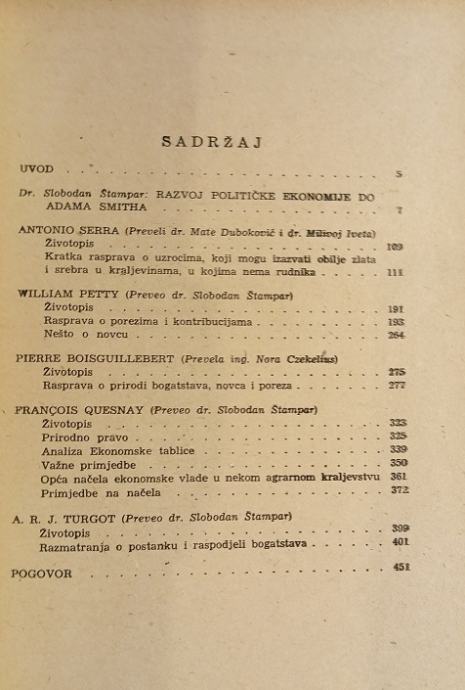 SADRŽAJ
UVOD . . . . . . . . . . . . . . . . . . . . 5
Dr. Slobodan Štampar: RAZVOJ POLITIČKE EKONOMIJE DO
ADAMA SMITHA . . . . . . . . . . . . . . . 7
ANTONIO SERRA (Preveli dr. Mate Duboković i dr. Milivoj Iveta)
Životopis . . . . . . . . . . . . . . . . . . 109
Kratka rasprava o uzrocima, koji mogu izazvati obilje zlata
i srebra u kraljevinama, u kojima nema rudnika . . . . . 111
WILLIAM PETTY (Preveo dr. Slobodan Štampar)
Životopis . . . . . . . . . . . . . . . . . . 191
Rasprava o porezima i kontribucijama . . . . . . . . . 193
Nešto o novcu . . . . . . . . . . . . . . . . 264
PIERRE BOISGUILLEBERT (Prevela ing. Nora Czekelius)
Životopis . . . . . . . . . . . . . . . . . . 275
Rasprava o prirodi bogatstva, novca i poreza . . . . . . 277
FRANÇOIS QUESNAY (Preveo dr. Slobodan Štampar)
Životopis . . . . . . . . . . . . . . . . . . 323
Prirodno pravo . . . . . . . . . . . . . . . . 325
Analiza Ekonomske tablice . . . . . . . . . . . . 339
Važne primjedbe . . . . . . . . . . . . . . . 350
Opća načela ekonomske vlade u nekom agrarnom kraljevstvu 361
Primjedbe na načela . . . . . . . . . . . . . . 372
A. R. J. TURGOT (Preveo dr. Slobodan Štampar)
Životopis . . . . . . . . . . . . . . . . . . 399
Razmatranja o postanku i raspodjeli bogatstava . . . . . 401
POGOVOR . . . . . . . . . . . . . . . . . . . 451